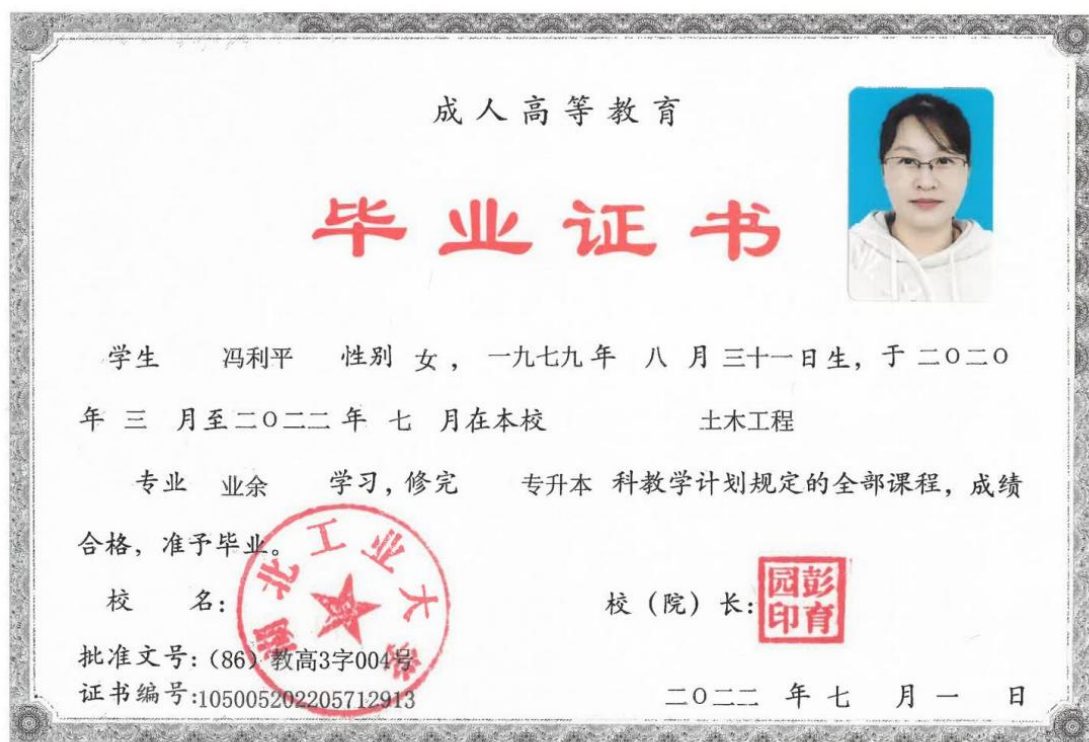 成人高等教育
毕业证书
学生 冯利平 性别 女， 一九七九年 八 月 三十一日生，于 二〇二〇
年 三 月至二〇二二 年 七 月在本校 土木工程
专业 业余 学习，修完 专升本 科教学计划规定的全部课程，成绩
合格，准予毕业。
湖北工业大学
校 名：
校（院）长：
彭育园印
批准文号：(86) 教高3字004号
证书编号:105005202205712913
二〇二二 年 七 月 一 日